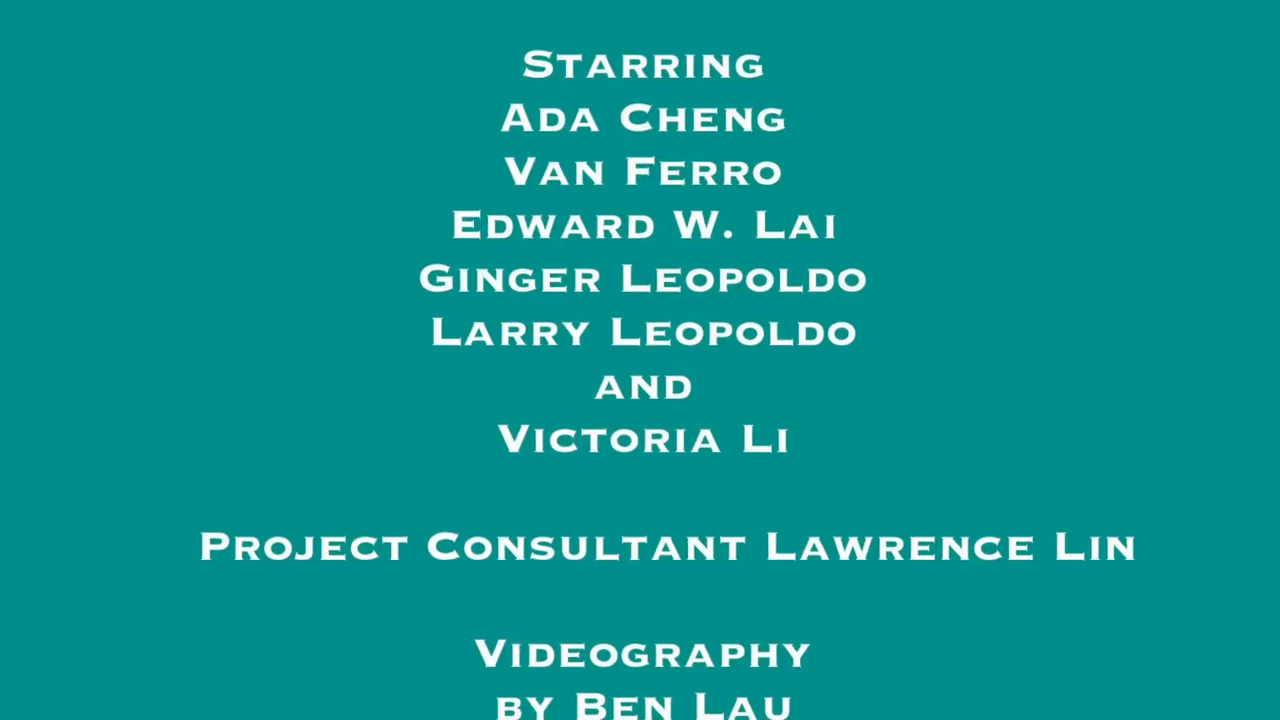 Starring
Ada Cheng
Van Ferro
Edward W. Lai
Ginger Leopoldo
Larry Leopoldo
and
Victoria Li
Project Consultant Lawrence Lin
Videography
by Ben Lau